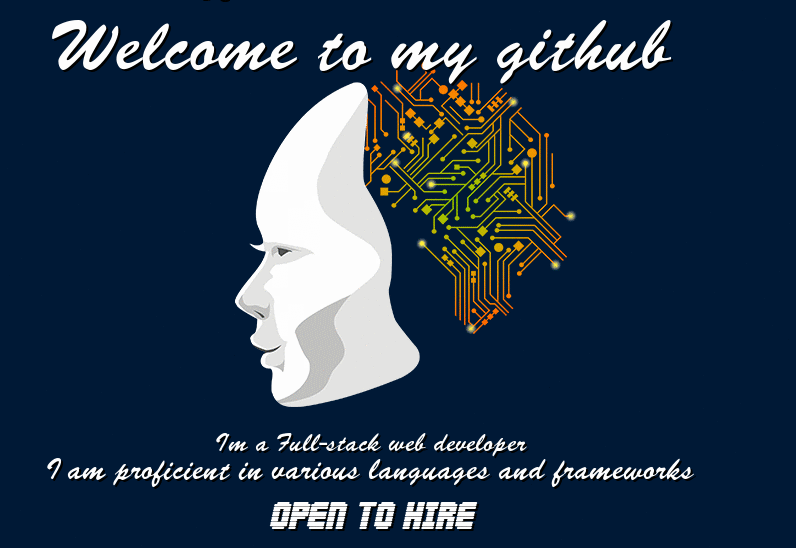 Welcome to my github
Im a Full-stack web developer
I am proficient in various languages and frameworks
OPEN TO HIRE